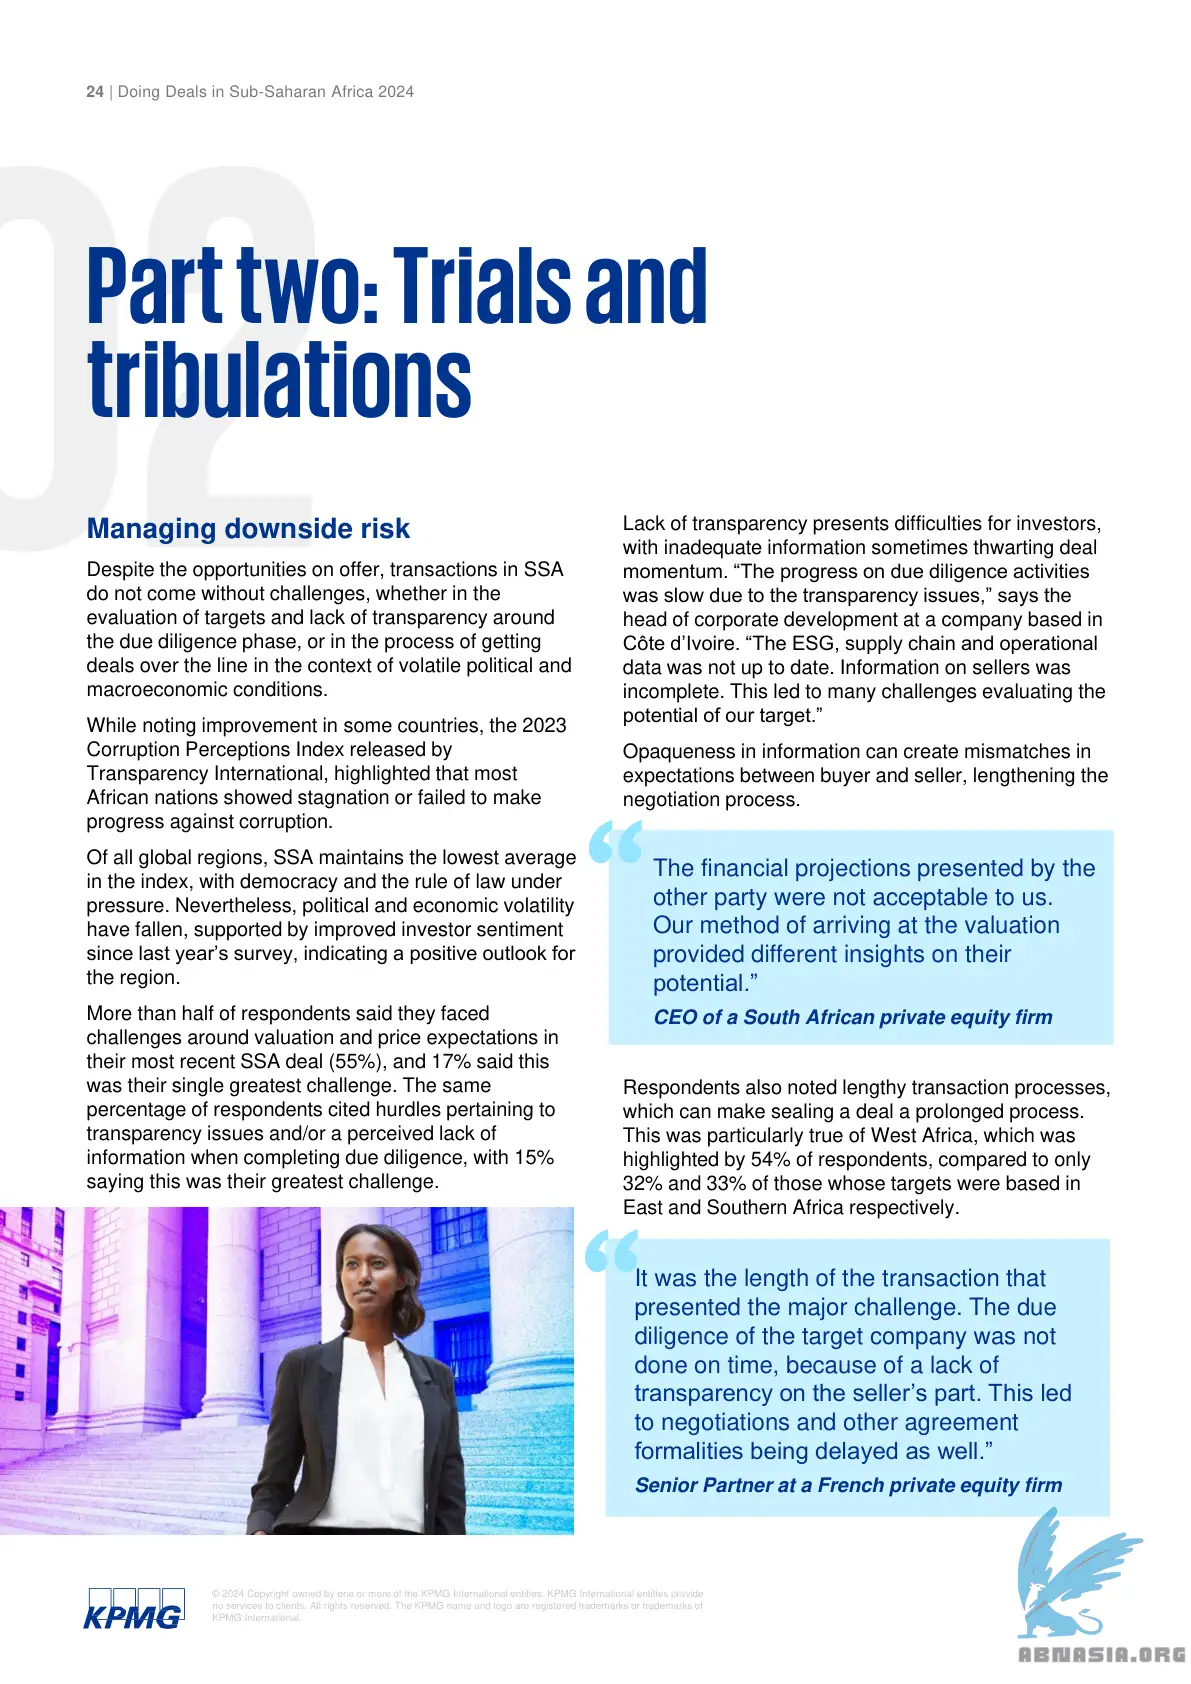 24 | Doing Deals in Sub-Saharan Africa 2024
02
Part two: Trials and
tribulations
Managing downside risk
Despite the opportunities on offer, transactions in SSA
do not come without challenges, whether in the
evaluation of targets and lack of transparency around
the due diligence phase, or in the process of getting
deals over the line in the context of volatile political and
macroeconomic conditions.
While noting improvement in some countries, the 2023
Corruption Perceptions Index released by
Transparency International, highlighted that most
African nations showed stagnation or failed to make
progress against corruption.
Of all global regions, SSA maintains the lowest average
in the index, with democracy and the rule of law under
pressure. Nevertheless, political and economic volatility
have fallen, supported by improved investor sentiment
since last year’s survey, indicating a positive outlook for
the region.
More than half of respondents said they faced
challenges around valuation and price expectations in
their most recent SSA deal (55%), and 17% said this
was their single greatest challenge. The same
percentage of respondents cited hurdles pertaining to
transparency issues and/or a perceived lack of
information when completing due diligence, with 15%
saying this was their greatest challenge.
Lack of transparency presents difficulties for investors,
with inadequate information sometimes thwarting deal
momentum. “The progress on due diligence activities
was slow due to the transparency issues,” says the
head of corporate development at a company based in
Côte d’Ivoire. “The ESG, supply chain and operational
data was not up to date. Information on sellers was
incomplete. This led to many challenges evaluating the
potential of our target.”
Opaqueness in information can create mismatches in
expectations between buyer and seller, lengthening the
negotiation process.
“
The financial projections presented by the
other party were not acceptable to us.
Our method of arriving at the valuation
provided different insights on their
potential.”
CEO of a South African private equity firm
Respondents also noted lengthy transaction processes,
which can make sealing a deal a prolonged process.
This was particularly true of West Africa, which was
highlighted by 54% of respondents, compared to only
32% and 33% of those whose targets were based in
East and Southern Africa respectively.
“
It was the length of the transaction that
presented the major challenge. The due
diligence of the target company was not
done on time, because of a lack of
transparency on the seller’s part. This led
to negotiations and other agreement
formalities being delayed as well.”
Senior Partner at a French private equity firm
KPMG
© 2024 Copyright owned by one or more of the KPMG International entities. KPMG International entities provide
no services to clients. All rights reserved. The KPMG name and logo are registered trademarks or trademarks of
KPMG International.
ABNASIA.ORG